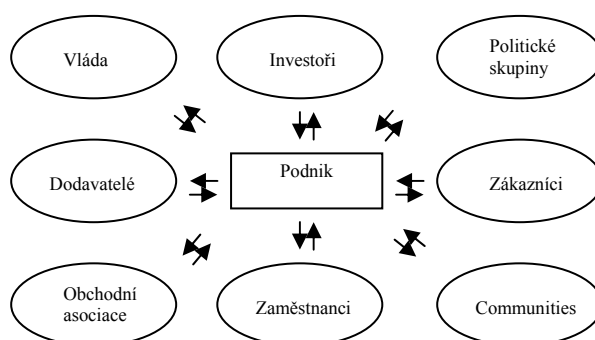 Vláda
Investoři
Politické
skupiny
Dodavatelé
Podnik
Zákazníci
Obchodní
asociace
Zaměstnanci
Communities